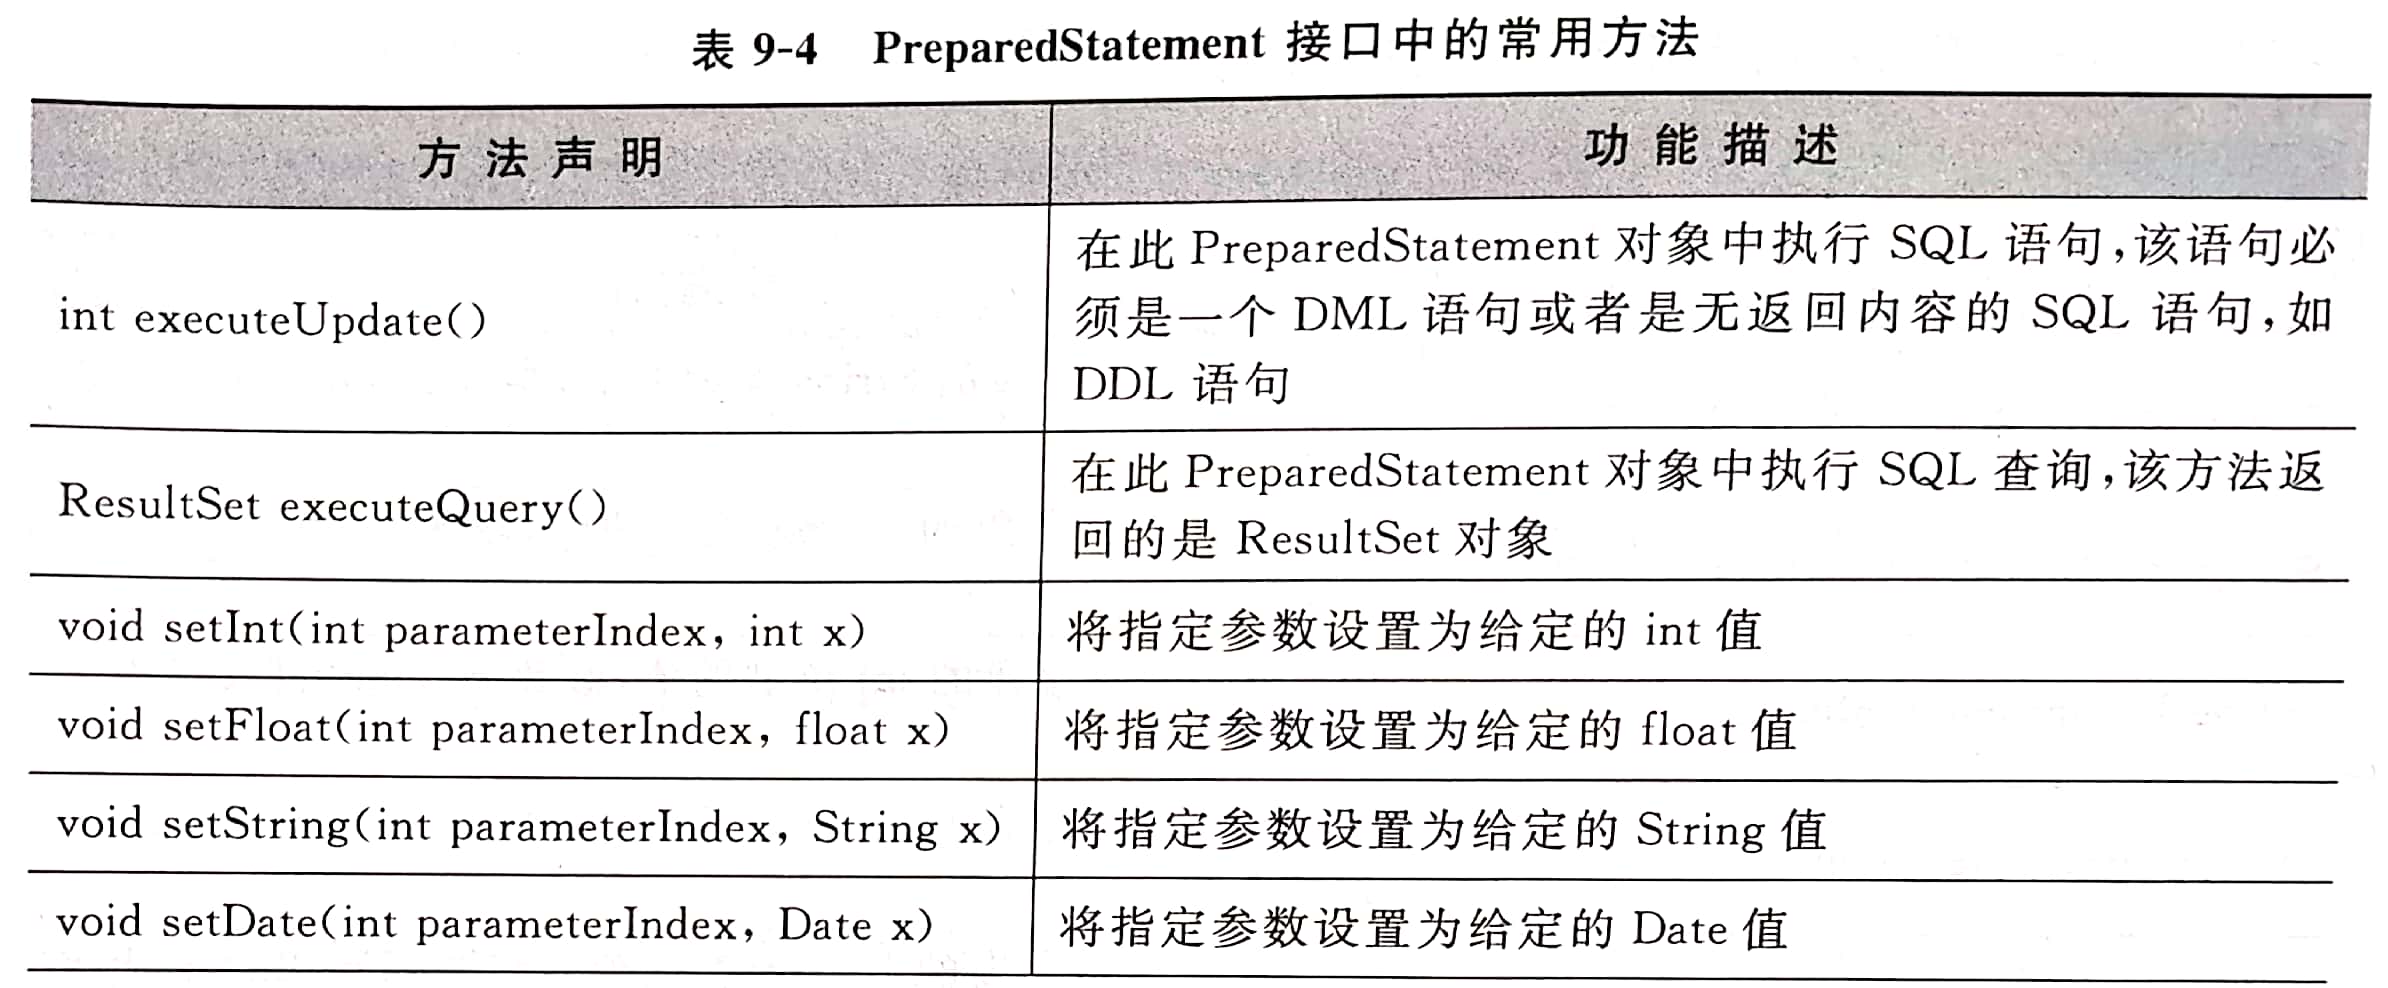 表 9-4 PreparedStatement 接口中的常用方法
方法声明 功能描述
int executeUpdate()
在此 PreparedStatement 对象中执行 SQL 语句,该语句必
须是一个 DML 语句或者是无返回内容的 SQL 语句,如
DDL 语句
ResultSet executeQuery()
在此 PreparedStatement 对象中执行 SQL 查询,该方法返
回的是 ResultSet 对象
void setInt(int parameterIndex, int x) 将指定参数设置为给定的 int 值
void setFloat(int parameterIndex, float x) 将指定参数设置为给定的 float 值
void setString(int parameterIndex, String x) 将指定参数设置为给定的 String 值
void setDate(int parameterIndex, Date x) 将指定参数设置为给定的 Date 值